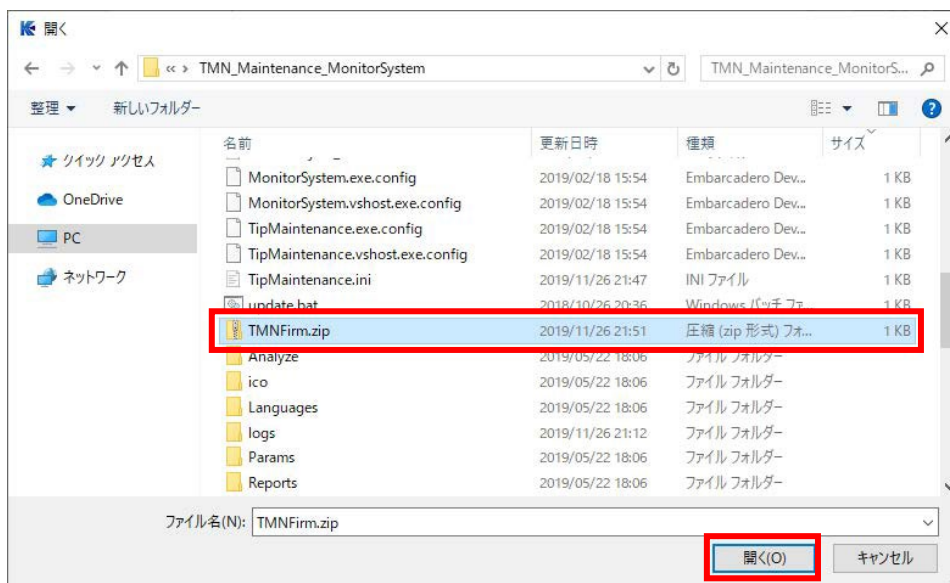 開く
« › TMN_Maintenance_MonitorSystem
TMN_Maintenance_MonitorS...
整理 新しいフォルダー
クイック アクセス
OneDrive
PC
ネットワーク
名前 更新日時 種類 サイズ
MonitorSystem.exe.config 2019/02/18 15:54 Embarcadero Dev... 1 KB
MonitorSystem.vshost.exe.config 2019/02/18 15:54 Embarcadero Dev... 1 KB
TipMaintenance.exe.config 2019/02/18 15:54 Embarcadero Dev... 1 KB
TipMaintenance.vshost.exe.config 2019/02/18 15:54 Embarcadero Dev... 1 KB
TipMaintenance.ini 2019/11/26 21:47 INI ファイル 1 KB
update.bat 2018/10/26 20:36 Windows バッチ ファ... 1 KB
TMNFirm.zip 2019/11/26 21:51 圧縮 (zip 形式) フォ... 1 KB
Analyze 2019/05/22 18:06 ファイル フォルダー
ico 2019/05/22 18:06 ファイル フォルダー
Languages 2019/05/22 18:06 ファイル フォルダー
logs 2019/11/26 21:12 ファイル フォルダー
Params 2019/05/22 18:06 ファイル フォルダー
Reports 2019/05/22 18:06 ファイル フォルダー
ファイル名(N): TMNFirm.zip
開く(O) キャンセル